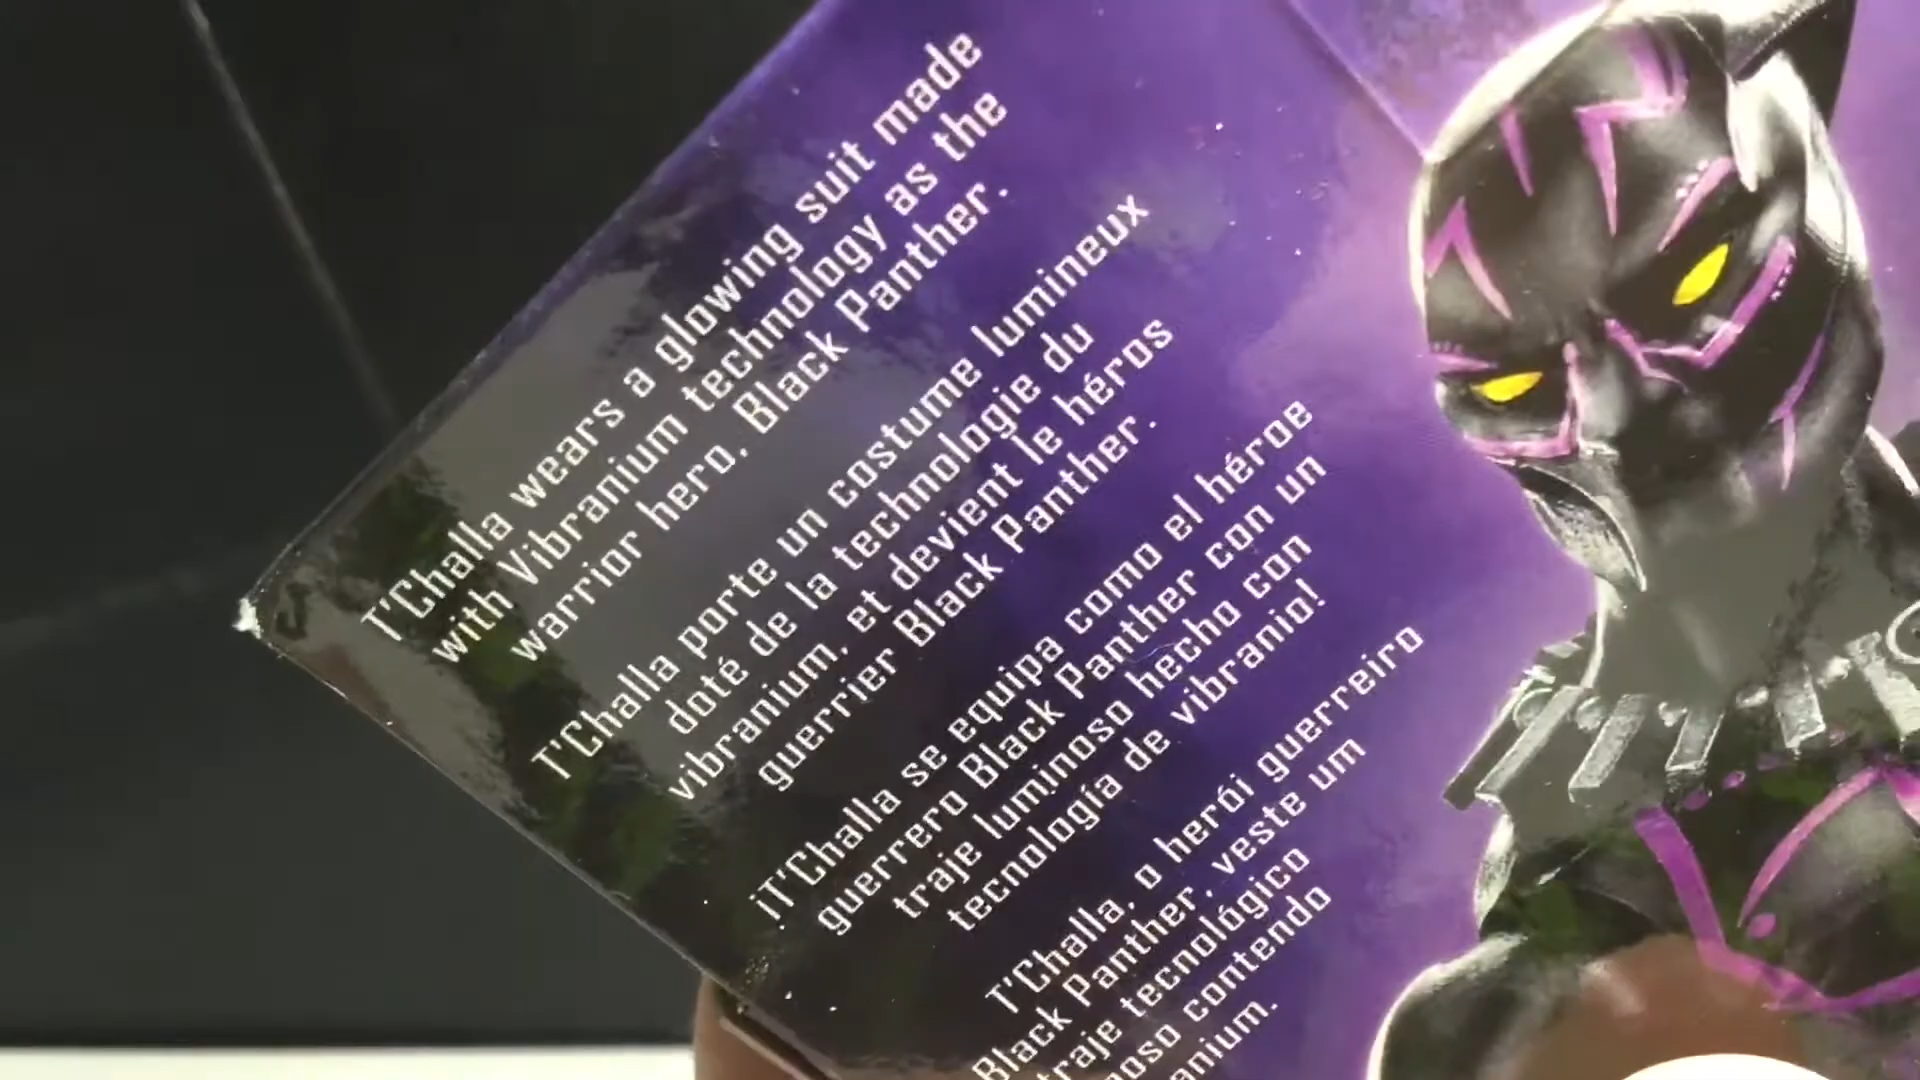 T'Challa wears a glowing suit made
with Vibranium technology as the
warrior hero, Black Panther.
T'Challa porte un costume lumineux
doté de la technologie du
vibranium, et devient le héros
guerrier Black Panther.
¡T'Challa se equipa como el héroe
guerrero Black Panther con un
traje luminoso hecho con
tecnología de vibranio!
T'Challa, o herói guerreiro
Black Panther, veste um
traje tecnológico
contendo